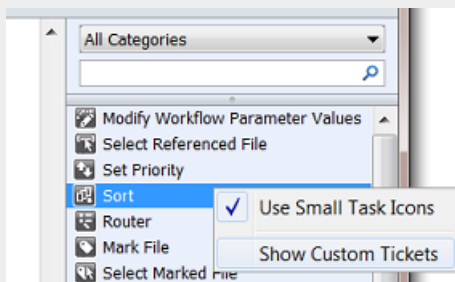 All Categories
Modify Workflow Parameter Values
Select Referenced File
Set Priority
Sort
Use Small Task Icons
Router
Mark File
Show Custom Tickets
Select Marked File